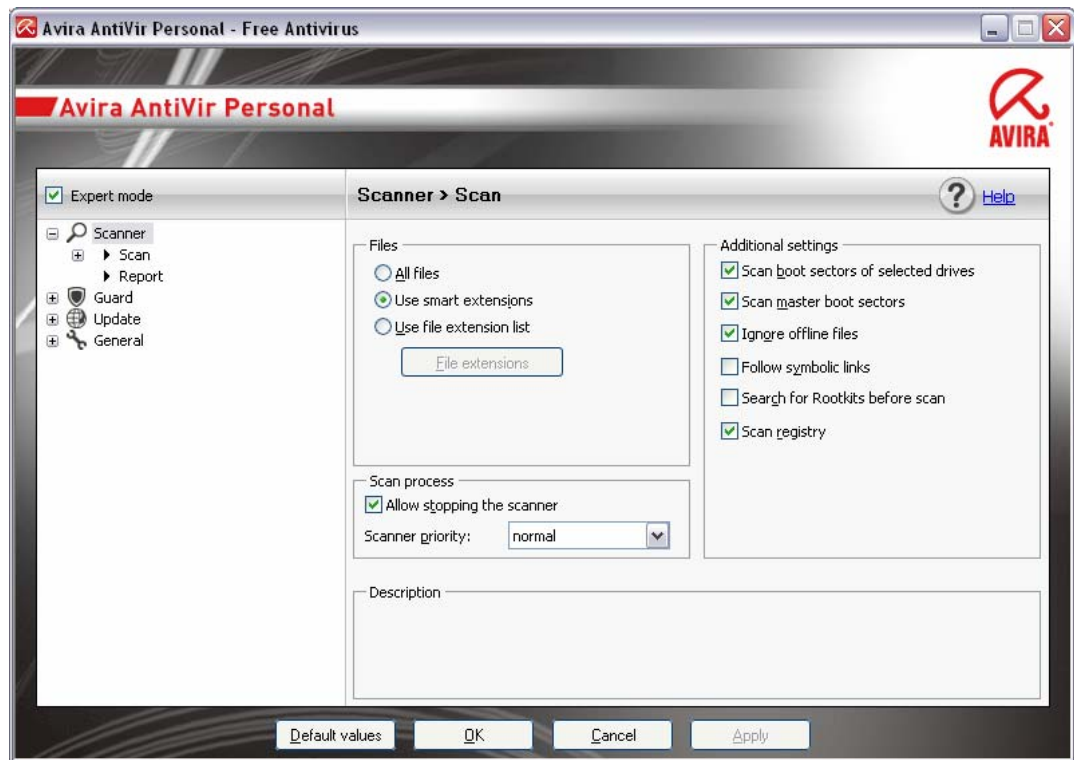 Avira AntiVir Personal - Free Antivirus
Avira AntiVir Personal
AVIRA
Expert mode
Scanner > Scan
? Help
Scanner
Scan
Report
Guard
Update
General
Files
All files
Use smart extensions
Use file extension list
File extensions
Additional settings
Scan boot sectors of selected drives
Scan master boot sectors
Ignore offline files
Follow symbolic links
Search for Rootkits before scan
Scan registry
Scan process
Allow stopping the scanner
Scanner priority: normal
Description
Default values OK Cancel Apply